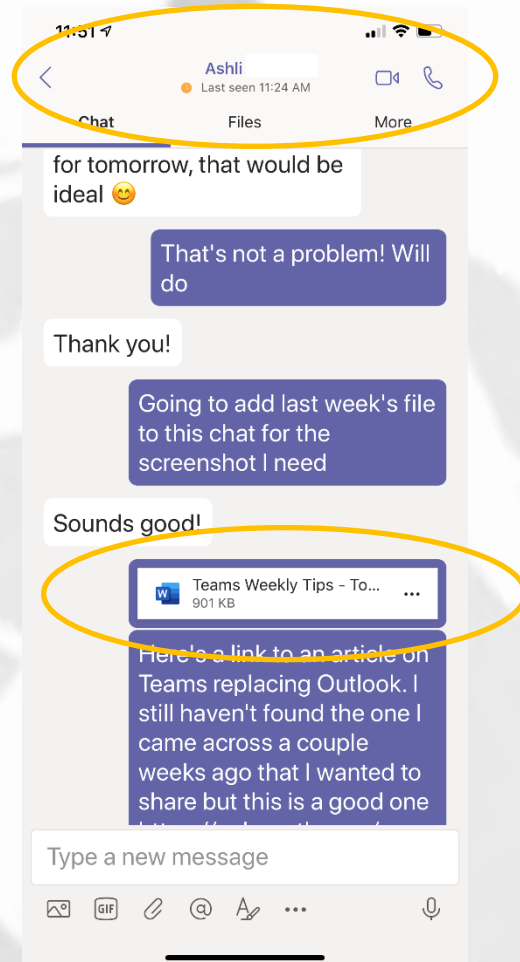 11:51
Ashli
Last seen 11:24 AM
Chat Files More
for tomorrow, that would be
ideal 😊
That's not a problem! Will
do
Thank you!
Going to add last week's file
to this chat for the
screenshot I need
Sounds good!
W
Teams Weekly Tips - To... ...
901 KB
Here's a link to an article on
Teams replacing Outlook. I
still haven't found the one I
came across a couple
weeks ago that I wanted to
share but this is a good one
Type a new message
GIF @ A